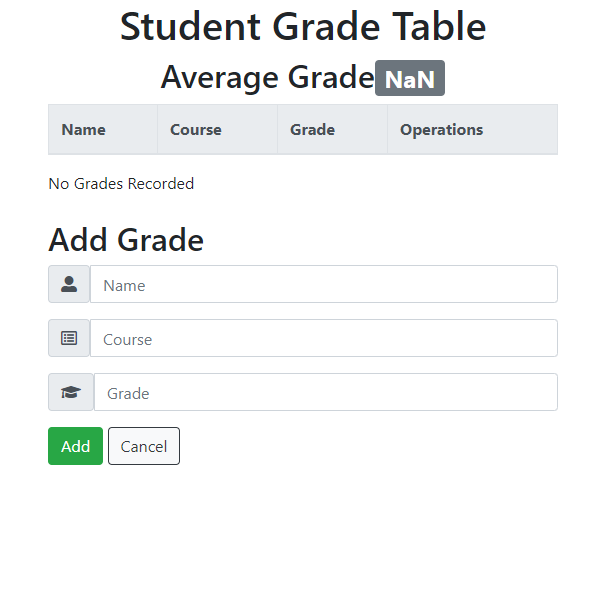 Student Grade Table
Average Grade NaN
Name Course Grade Operations
No Grades Recorded
Add Grade
Name
Course
Grade
Add Cancel